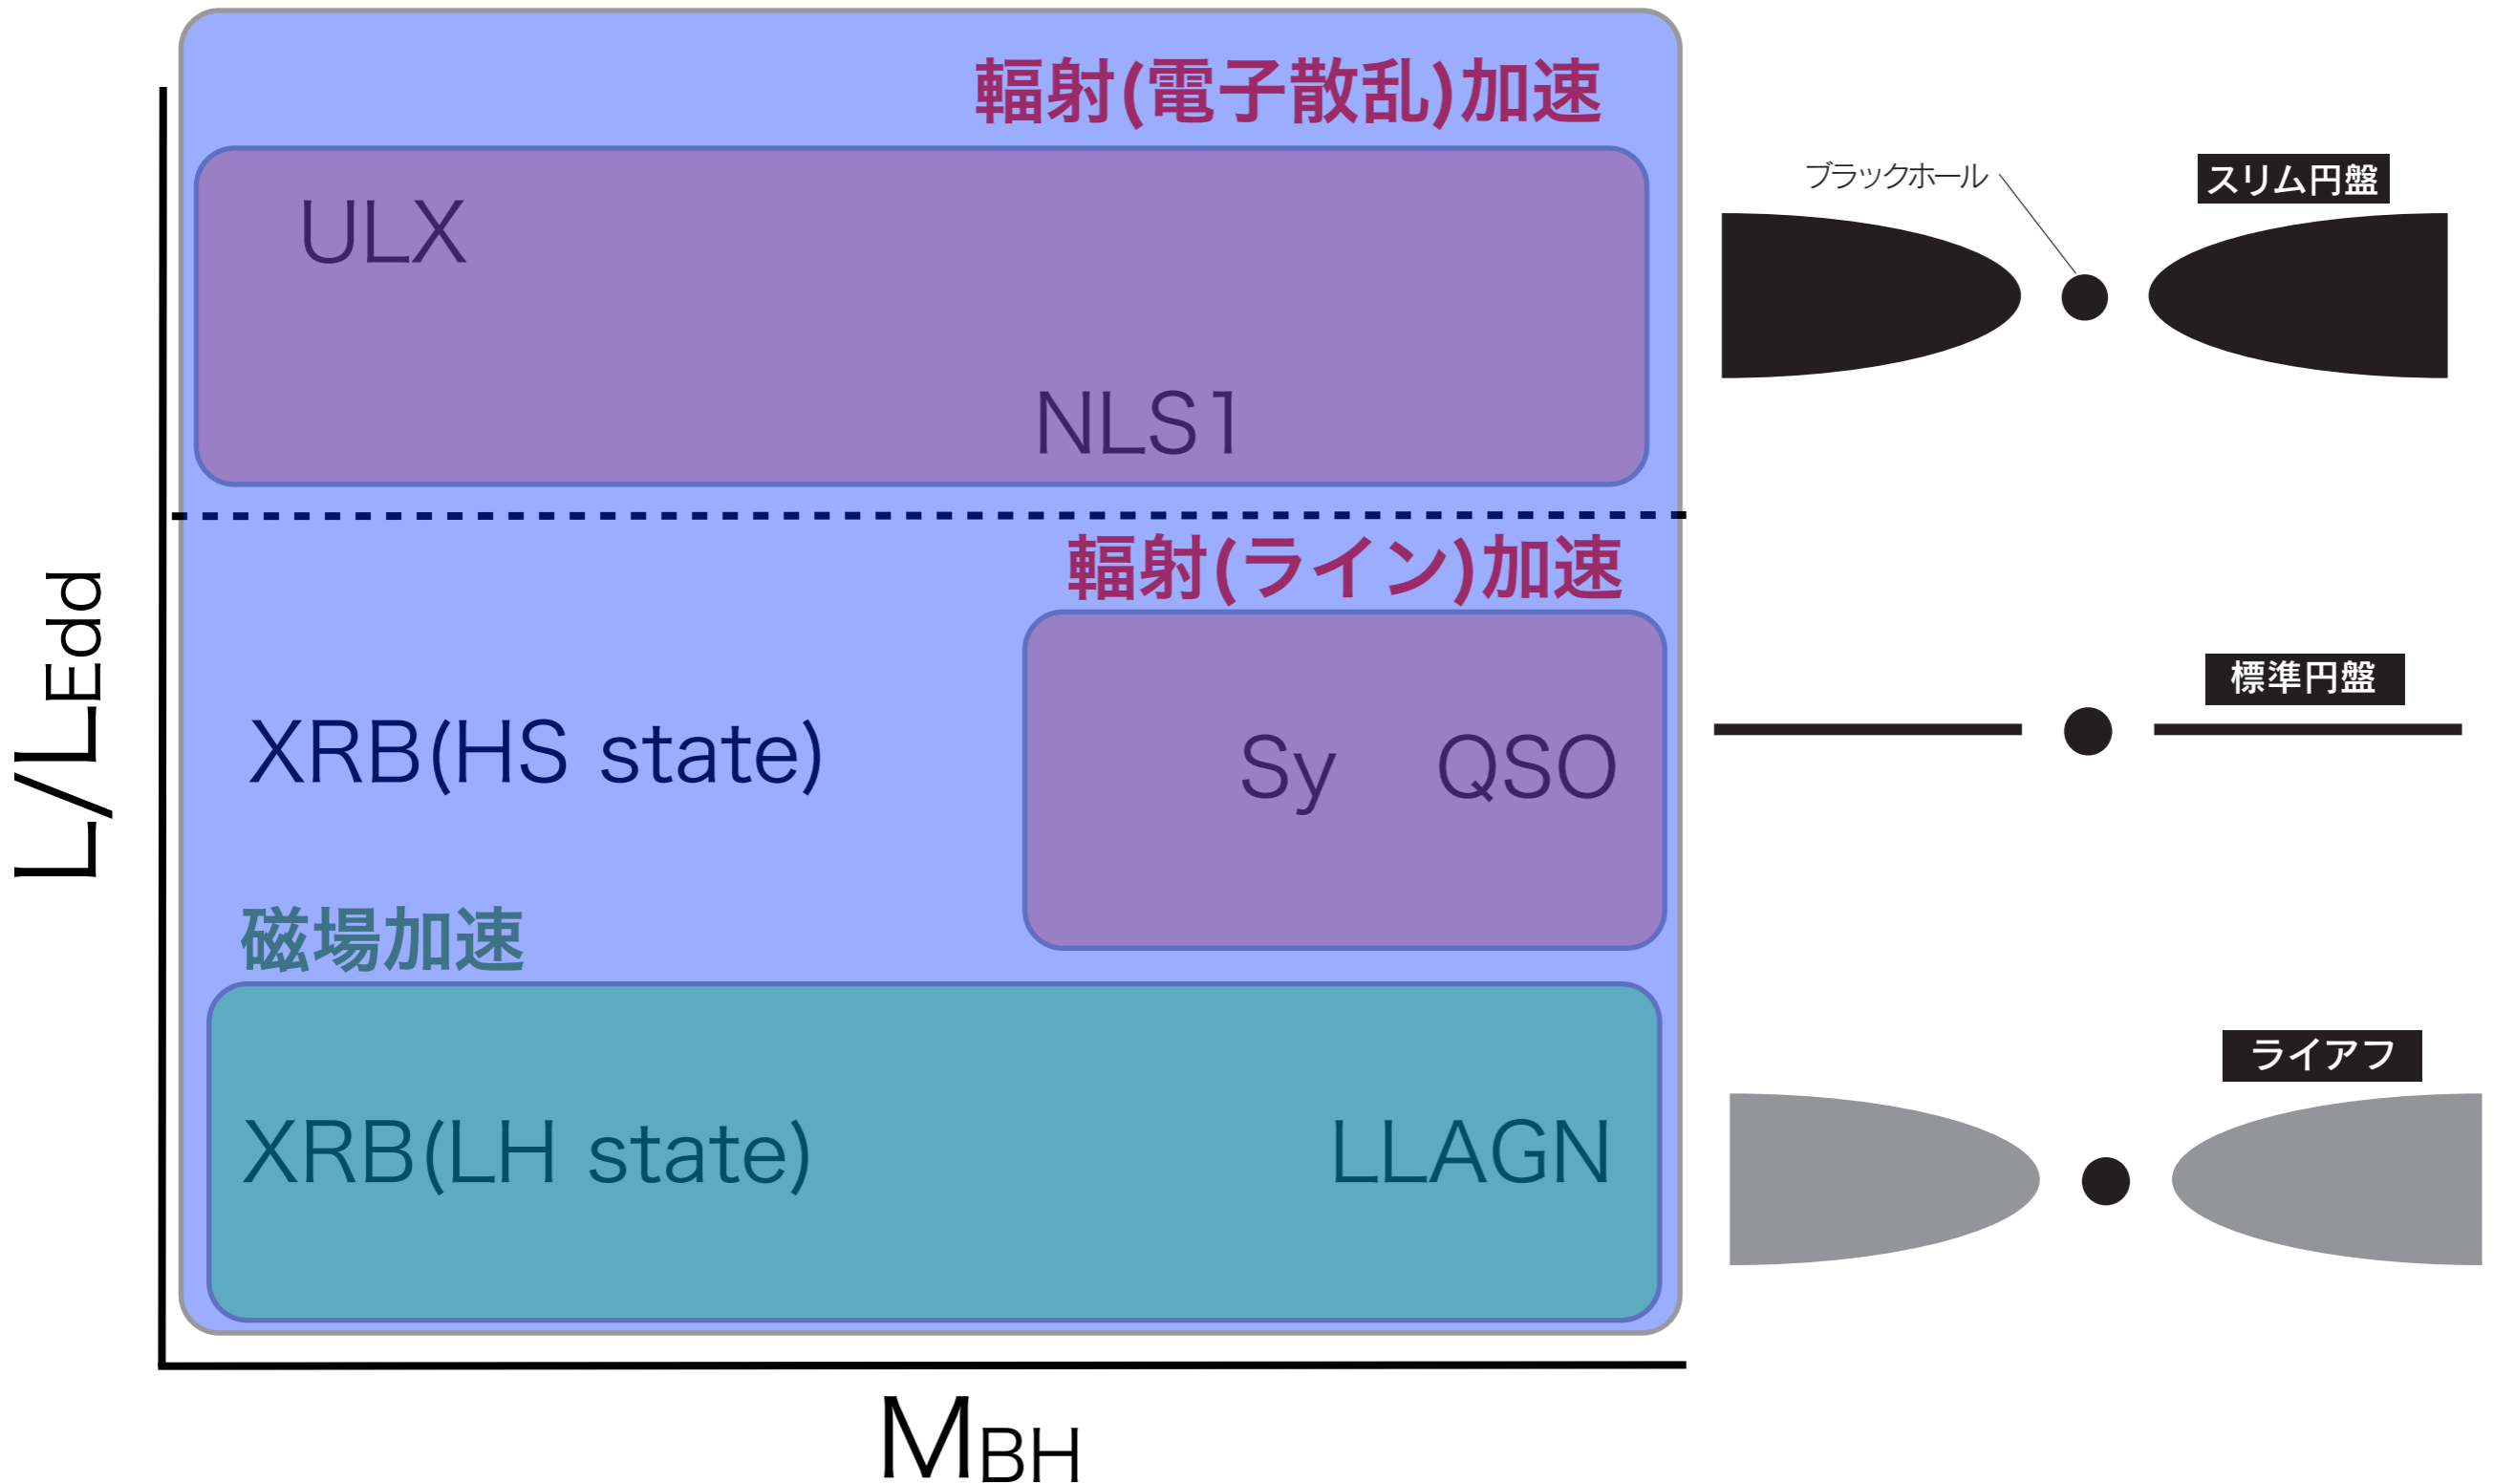 輻射(電子散乱)加速
ULX
NLS1
輻射(ライン)加速
XRB(HS state)
Sy QSO
磁場加速
XRB(LH state)
LLAGN
L/LEdd
MBH
ブラックホール
スリム円盤
標準円盤
ライアフ